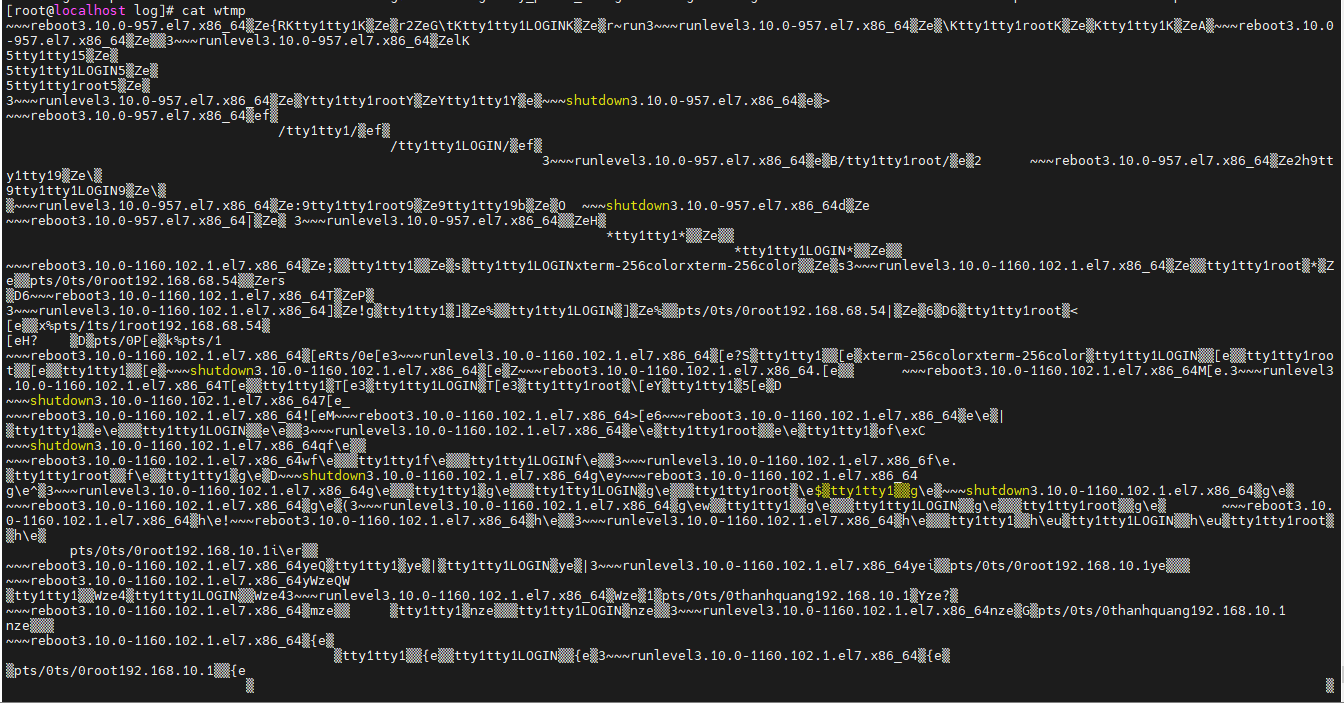 [root@localhost log]# cat wtmp
~~~reboot3.10.0-957.el7.x86_64▒Ze{RKtty1tty1K▒Ze▒r2ZeG\tKtty1tty1LOGINK▒Ze▒r~run3~~~runlevel3.10.0-957.el7.x86_64▒Ze▒\Ktty1tty1rootK▒Ze▒Ktty1tty1K▒ZeA▒~~~reboot3.10.0
-957.el7.x86_64▒Ze▒▒3~~~runlevel3.10.0-957.el7.x86_64▒ZelK
5tty1tty15▒Ze▒
5tty1tty1LOGIN5▒Ze▒
5tty1tty1root5▒Ze▒
3~~~runlevel3.10.0-957.el7.x86_64▒Ze▒Ytty1tty1rootY▒ZeYtty1tty1Y▒e▒~~~shutdown3.10.0-957.el7.x86_64▒e▒>
~~~reboot3.10.0-957.el7.x86_64▒ef▒
/tty1tty1/▒ef▒
/tty1tty1LOGIN/▒ef▒
3~~~runlevel3.10.0-957.el7.x86_64▒e▒B/tty1tty1root/▒e▒2 ~~~reboot3.10.0-957.el7.x86_64▒Ze2h9tt
y1tty19▒Ze\▒
9tty1tty1LOGIN9▒Ze\▒
▒~~~runlevel3.10.0-957.el7.x86_64▒Ze:9tty1tty1root9▒Ze9tty1tty19b▒Ze▒O ~~~shutdown3.10.0-957.el7.x86_64d▒Ze
~~~reboot3.10.0-957.el7.x86_64|▒Ze▒ 3~~~runlevel3.10.0-957.el7.x86_64▒▒ZeH▒
*tty1tty1*▒▒Ze▒▒
*tty1tty1LOGIN*▒▒Ze▒▒
~~~reboot3.10.0-1160.102.1.el7.x86_64▒Ze;▒▒tty1tty1▒▒Ze▒s▒tty1tty1LOGINxterm-256colorxterm-256color▒▒Ze▒s3~~~runlevel3.10.0-1160.102.1.el7.x86_64▒Ze▒▒tty1tty1root▒*▒Z
e▒▒pts/0ts/0root192.168.68.54▒▒Zers
▒D6~~~reboot3.10.0-1160.102.1.el7.x86_64T▒ZeP▒
3~~~runlevel3.10.0-1160.102.1.el7.x86_64]▒Ze!g▒tty1tty1▒]▒Ze%▒▒tty1tty1LOGIN▒]▒Ze%▒▒pts/0ts/0root192.168.68.54|▒Ze▒6▒D6▒tty1tty1root▒<
[e▒▒x%pts/1ts/1root192.168.68.54▒
[eH? ▒D▒pts/0P[e▒k%pts/1
~~~reboot3.10.0-1160.102.1.el7.x86_64▒[eRts/0e[e3~~~runlevel3.10.0-1160.102.1.el7.x86_64▒[e?S▒tty1tty1▒▒[e▒xterm-256colorxterm-256color▒tty1tty1LOGIN▒▒[e▒▒tty1tty1roo
t▒▒[e▒▒tty1tty1▒▒[e▒~~~shutdown3.10.0-1160.102.1.el7.x86_64▒[e▒Z~~~reboot3.10.0-1160.102.1.el7.x86_64.[e▒▒ ~~~reboot3.10.0-1160.102.1.el7.x86_64M[e.3~~~runlevel3
.10.0-1160.102.1.el7.x86_64T[e▒▒tty1tty1▒T[e3▒tty1tty1LOGIN▒T[e3▒tty1tty1root▒\[eY▒tty1tty1▒5[e▒D
~~~shutdown3.10.0-1160.102.1.el7.x86_647[e_
~~~reboot3.10.0-1160.102.1.el7.x86_64![eM~~~reboot3.10.0-1160.102.1.el7.x86_64>[e6~~~reboot3.10.0-1160.102.1.el7.x86_64▒e\e▒|
▒tty1tty1▒▒e\e▒▒▒tty1tty1LOGIN▒▒e\e▒▒3~~~runlevel3.10.0-1160.102.1.el7.x86_64▒e\e▒tty1tty1root▒▒e\e▒tty1tty1▒of\exC
~~~shutdown3.10.0-1160.102.1.el7.x86_64qf\e▒▒
~~~reboot3.10.0-1160.102.1.el7.x86_64wf\e▒▒▒tty1tty1f\e▒▒▒tty1tty1LOGINf\e▒▒3~~~runlevel3.10.0-1160.102.1.el7.x86_6f\e.
▒tty1tty1root▒▒f\e▒▒tty1tty1▒g\e▒D~~~shutdown3.10.0-1160.102.1.el7.x86_64g\ey~~~reboot3.10.0-1160.102.1.el7.x86_64
g\e^▒3~~~runlevel3.10.0-1160.102.1.el7.x86_64g\e▒▒▒tty1tty1▒g\e▒▒▒tty1tty1LOGIN▒g\e▒▒▒tty1tty1root▒\e$▒tty1tty1▒▒g\e▒~~~shutdown3.10.0-1160.102.1.el7.x86_64▒g\e▒
~~~reboot3.10.0-1160.102.1.el7.x86_64▒g\e▒(3~~~runlevel3.10.0-1160.102.1.el7.x86_64▒g\ew▒▒tty1tty1▒▒g\e▒▒▒tty1tty1LOGIN▒▒g\e▒▒▒tty1tty1root▒▒g\e▒ ~~~reboot3.10.
0-1160.102.1.el7.x86_64▒h\e!~~~reboot3.10.0-1160.102.1.el7.x86_64▒h\e▒▒3~~~runlevel3.10.0-1160.102.1.el7.x86_64▒h\e▒▒▒tty1tty1▒▒h\eu▒tty1tty1LOGIN▒▒h\eu▒tty1tty1root▒
▒h\e▒
pts/0ts/0root192.168.10.1i\er▒▒
~~~reboot3.10.0-1160.102.1.el7.x86_64yeQ▒tty1tty1▒ye▒|▒tty1tty1LOGIN▒ye▒|3~~~runlevel3.10.0-1160.102.1.el7.x86_64yei▒▒pts/0ts/0root192.168.10.1ye▒▒▒
~~~reboot3.10.0-1160.102.1.el7.x86_64yWzeQW
▒tty1tty1▒▒Wze4▒tty1tty1LOGIN▒▒Wze43~~~runlevel3.10.0-1160.102.1.el7.x86_64▒Wze▒1▒pts/0ts/0thanhquang192.168.10.1▒Yze?▒
~~~reboot3.10.0-1160.102.1.el7.x86_64▒mze▒▒ ▒tty1tty1▒nze▒▒▒tty1tty1LOGIN▒nze▒▒3~~~runlevel3.10.0-1160.102.1.el7.x86_64nze▒G▒pts/0ts/0thanhquang192.168.10.1
nze▒▒▒
~~~reboot3.10.0-1160.102.1.el7.x86_64▒{e▒
▒tty1tty1▒▒{e▒▒tty1tty1LOGIN▒▒{e▒3~~~runlevel3.10.0-1160.102.1.el7.x86_64▒{e▒
▒pts/0ts/0root192.168.10.1▒▒{e
▒ ▒